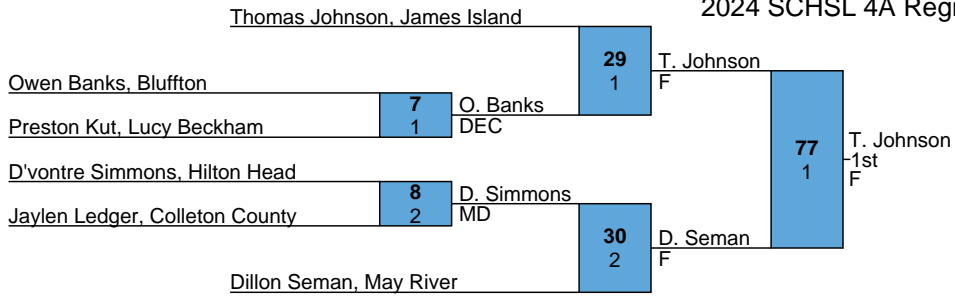 2024 SCHSL 4A Regi
Thomas Johnson, James Island
29
1
T. Johnson
F
Owen Banks, Bluffton
7
1
O. Banks
DEC
Preston Kut, Lucy Beckham
77
1
T. Johnson
1st
F
D'vontre Simmons, Hilton Head
8
2
D. Simmons
MD
Jaylen Ledger, Colleton County
30
2
D. Seman
F
Dillon Seman, May River